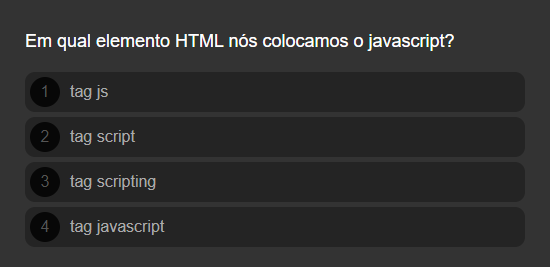 Em qual elemento HTML nós colocamos o javascript?
1 tag js
2 tag script
3 tag scripting
4 tag javascript